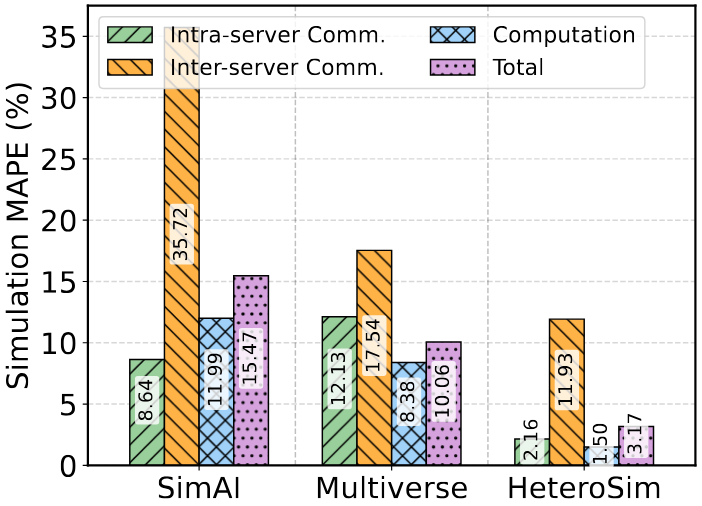 Intra-server Comm.
Inter-server Comm.
Computation
Total
Simulation MAPE (%)
35
30
25
20
15
10
5
0
8.64
35.72
11.99
15.47
12.13
17.54
8.38
10.06
2.16
11.93
1.50
3.17
SimAI
Multiverse
HeteroSim